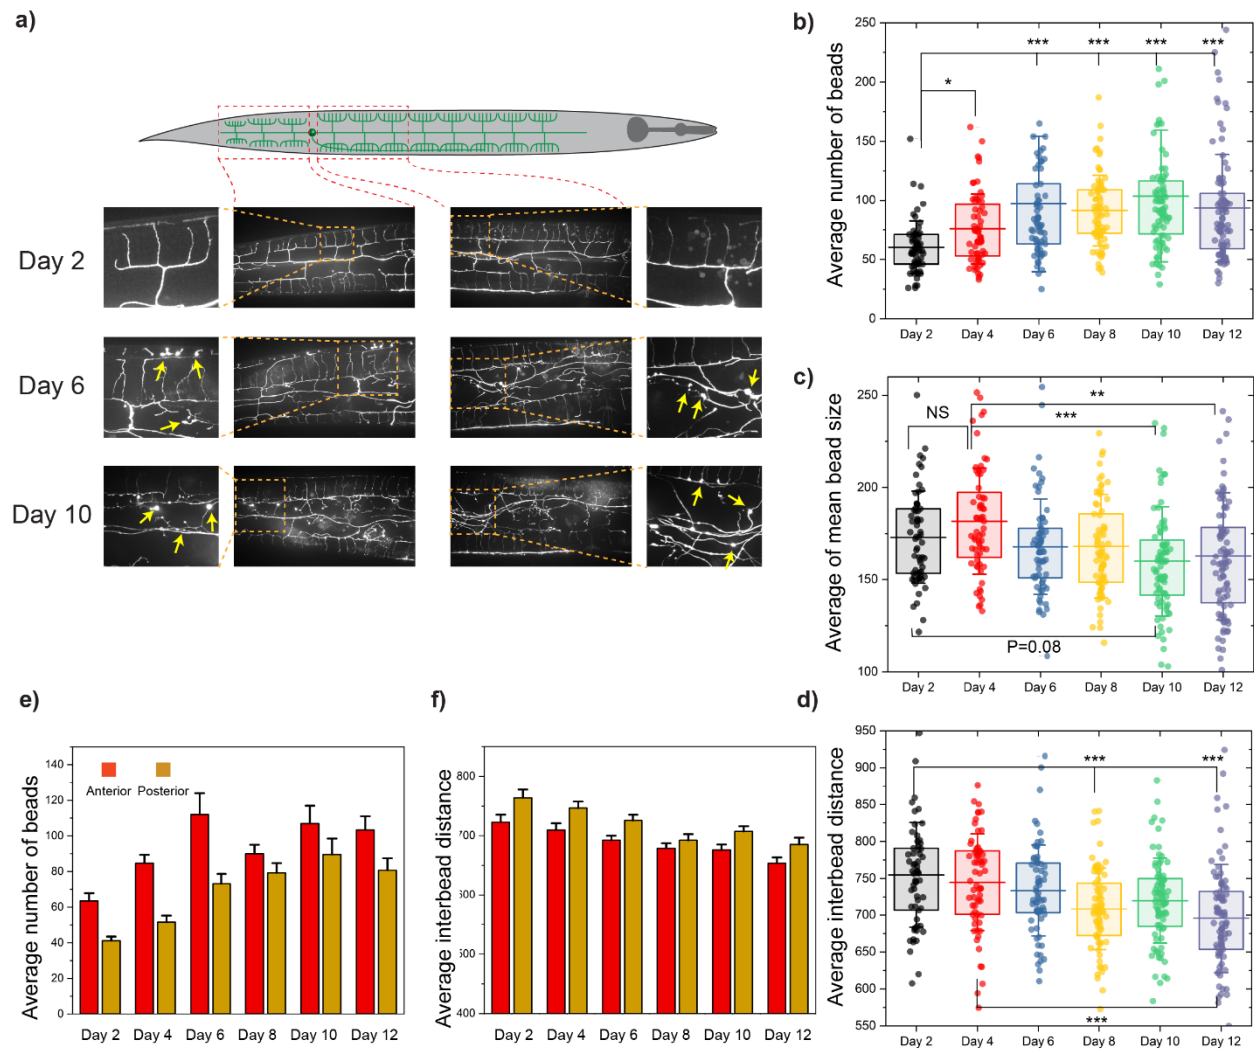 a)
Day 2
Day 6
Day 10
b)
Average number of beads
250
200
150
100
50
0
*
***
***
***
***
Day 2 Day 4 Day 6 Day 8 Day 10 Day 12
c)
Average of mean bead size
250
200
150
100
NS
**
***
P=0.08
Day 2 Day 4 Day 6 Day 8 Day 10 Day 12
e)
Average number of beads
140
120
100
80
60
40
20
0
Anterior Posterior
Day 2 Day 4 Day 6 Day 8 Day 10 Day 12
f)
Average interbead distance
800
700
600
500
400
Day 2 Day 4 Day 6 Day 8 Day 10 Day 12
d)
Average interbead distance
950
900
850
800
750
700
650
600
550
***
***
***
Day 2 Day 4 Day 6 Day 8 Day 10 Day 12